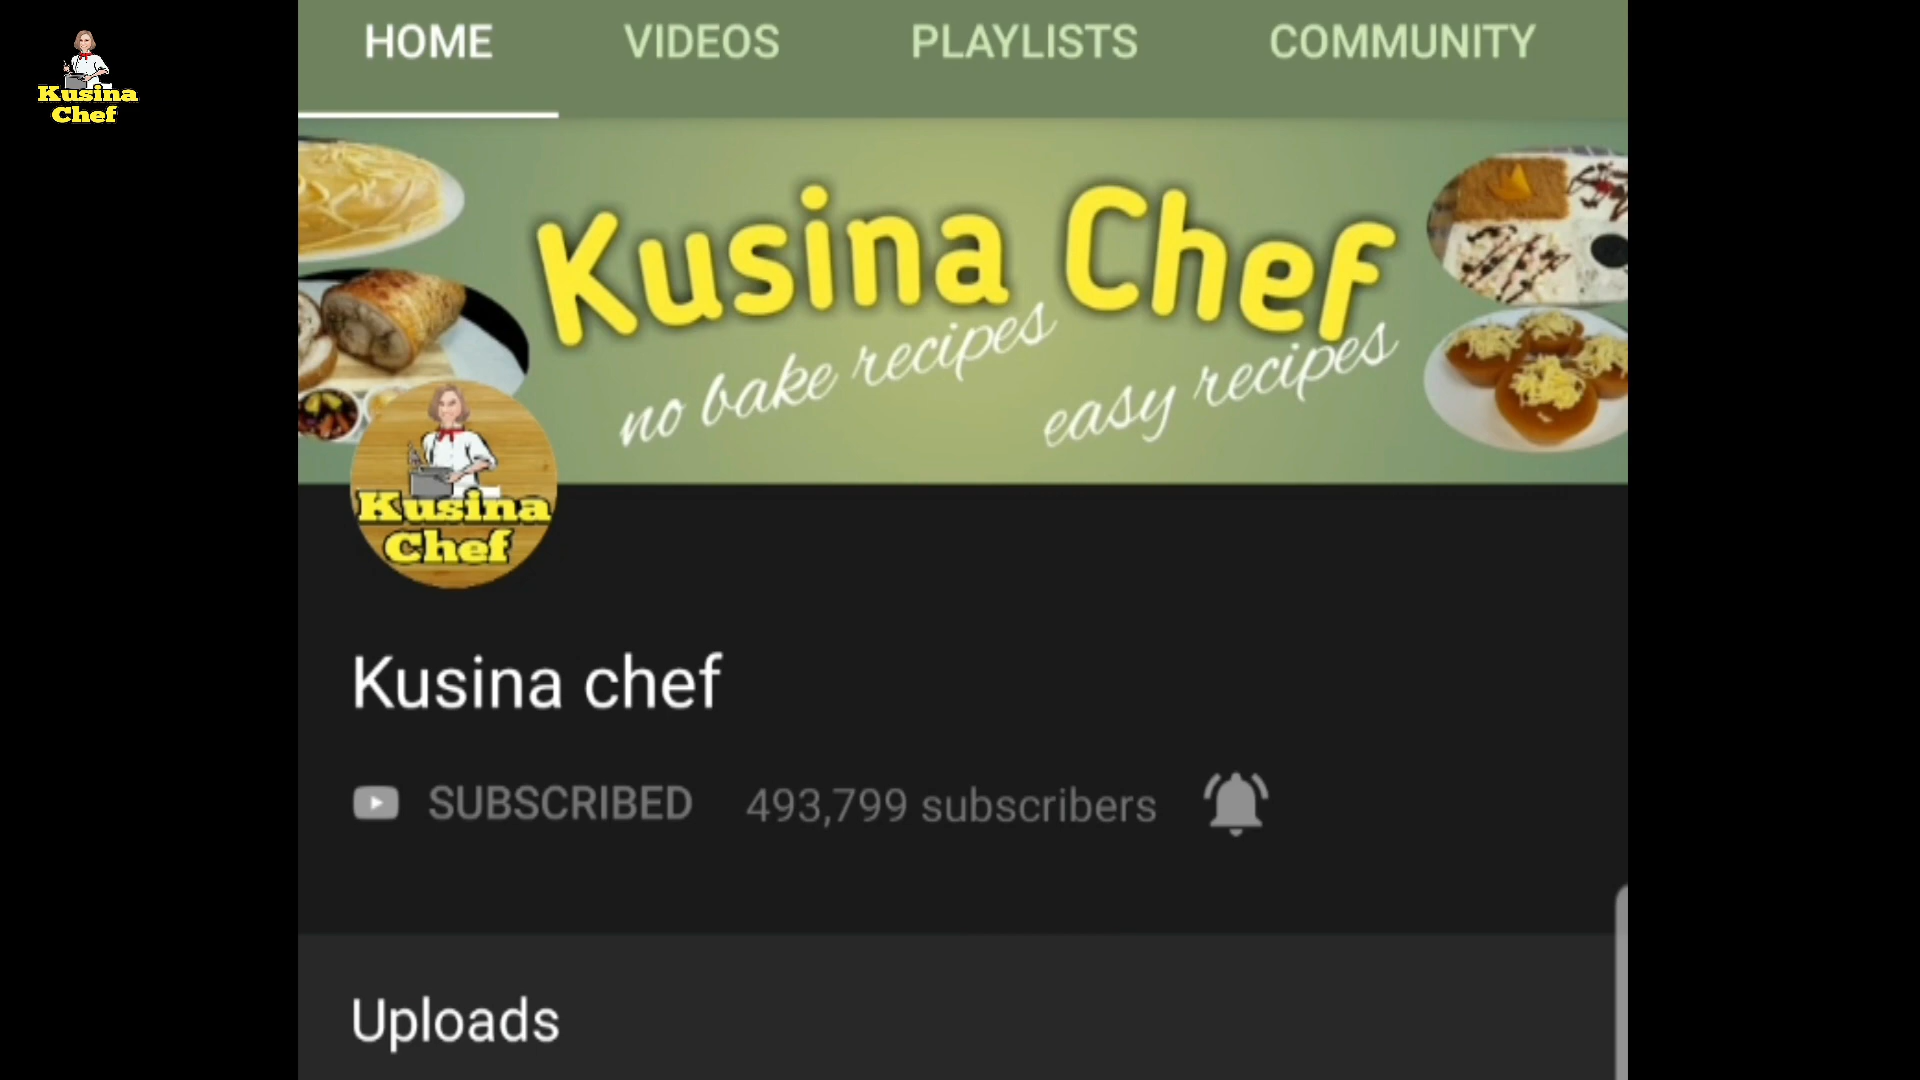 Kusina
Chef
HOME VIDEOS PLAYLISTS COMMUNITY
Kusina Chef
no bake recipes
easy recipes
Kusina
Chef
Kusina chef
SUBSCRIBED 493,799 subscribers
Uploads